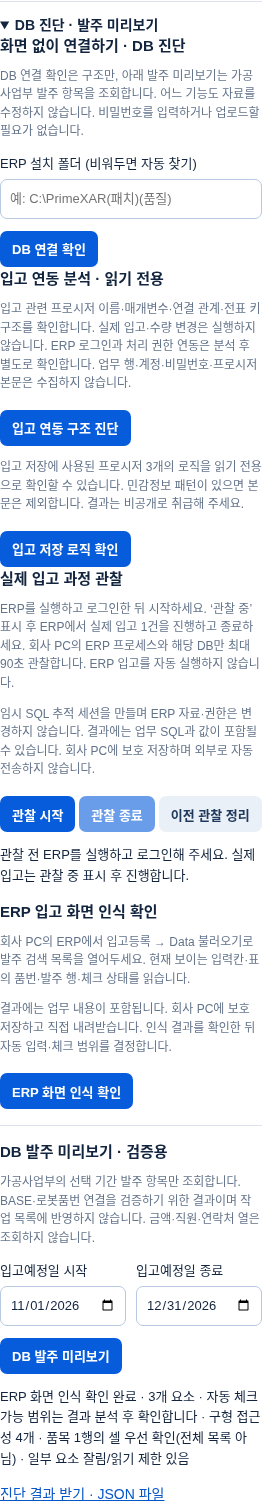 ▼ DB 진단 · 발주 미리보기
화면 없이 연결하기 · DB 진단
DB 연결 확인은 구조만, 아래 발주 미리보기는 가공
사업부 발주 항목을 조회합니다. 어느 기능도 자료를
수정하지 않습니다. 비밀번호를 입력하거나 업로드할
필요가 없습니다.
ERP 설치 폴더 (비워두면 자동 찾기)
예: C:\PrimeXAR(패치)(품질)
DB 연결 확인
입고 연동 분석 · 읽기 전용
입고 관련 프로시저 이름·매개변수·연결 관계·전표 키
구조를 확인합니다. 실제 입고·수량 변경은 실행하지
않습니다. ERP 로그인과 처리 권한 연동은 분석 후
별도로 확인합니다. 업무 행·계정·비밀번호·프로시저
본문은 수집하지 않습니다.
입고 연동 구조 진단
입고 저장에 사용된 프로시저 3개의 로직을 읽기 전용
으로 확인할 수 있습니다. 민감정보 패턴이 있으면 본
문은 제외합니다. 결과는 비공개로 취급해 주세요.
입고 저장 로직 확인
실제 입고 과정 관찰
ERP를 실행하고 로그인한 뒤 시작하세요. ‘관찰 중’
표시 후 ERP에서 실제 입고 1건을 진행하고 종료하
세요. 회사 PC의 ERP 프로세스와 해당 DB만 최대
90초 관찰합니다. ERP 입고를 자동 실행하지 않습니
다.
임시 SQL 추적 세션을 만들며 ERP 자료·권한은 변
경하지 않습니다. 결과에는 업무 SQL과 값이 포함될
수 있습니다. 회사 PC에 보호 저장하며 외부로 자동
전송하지 않습니다.
관찰 시작 관찰 종료 이전 관찰 정리
관찰 전 ERP를 실행하고 로그인해 주세요. 실제
입고는 관찰 중 표시 후 진행합니다.
ERP 입고 화면 인식 확인
회사 PC의 ERP에서 입고등록 → Data 불러오기로
발주 검색 목록을 열어두세요. 현재 보이는 입력칸·표
의 품번·발주 행·체크 상태를 읽습니다.
결과에는 업무 내용이 포함됩니다. 회사 PC에 보호
저장하고 직접 내려받습니다. 인식 결과를 확인한 뒤
자동 입력·체크 범위를 결정합니다.
ERP 화면 인식 확인
DB 발주 미리보기 · 검증용
가공사업부의 선택 기간 발주 항목만 조회합니다.
BASE·로봇품번 연결을 검증하기 위한 결과이며 작
업 목록에 반영하지 않습니다. 금액·직원·연락처 열은
조회하지 않습니다.
입고예정일 시작 입고예정일 종료
11/01/2026 12/31/2026
DB 발주 미리보기
ERP 화면 인식 확인 완료 · 3개 요소 · 자동 체크
가능 범위는 결과 분석 후 확인합니다 · 구형 접근
성 4개 · 품목 1행의 셀 우선 확인(전체 목록 아
님) · 일부 요소 잘림/읽기 제한 있음
진단 결과 받기 · JSON 파일